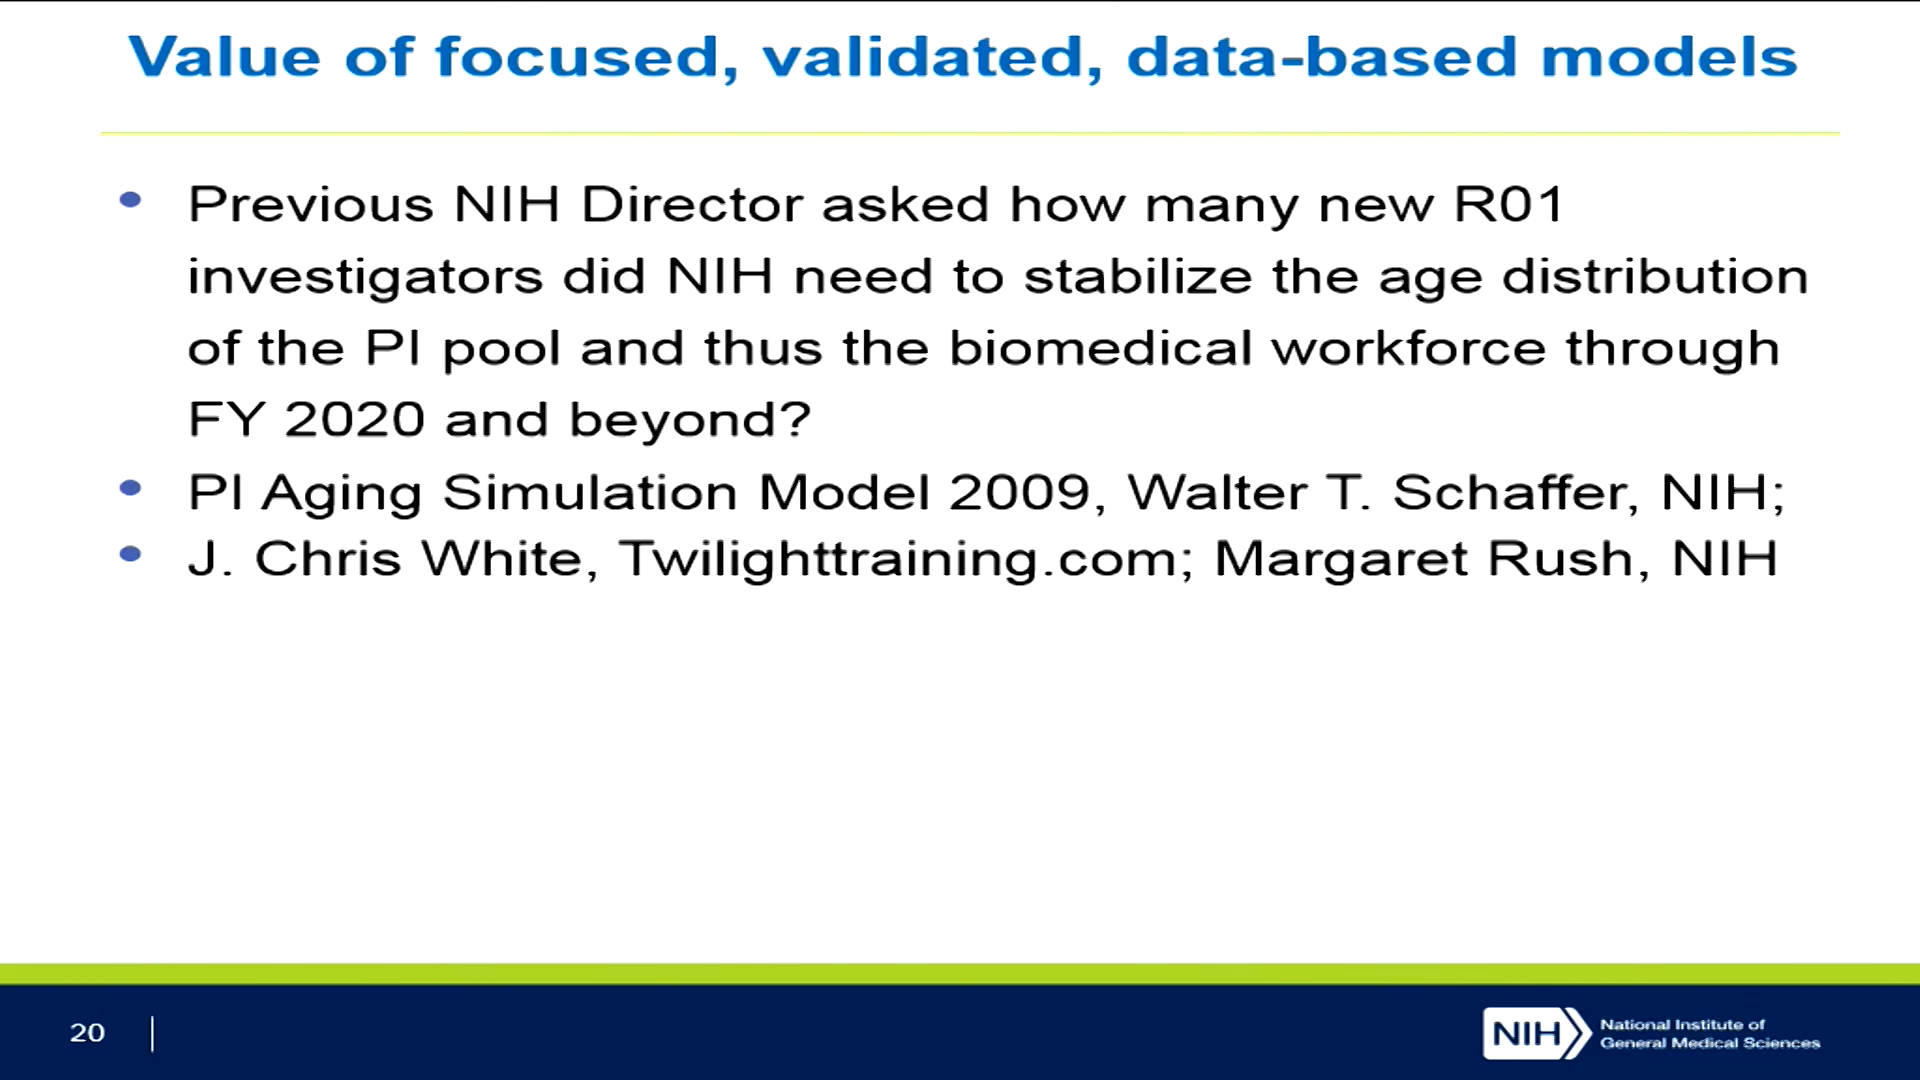 Value of focused, validated, data-based models
• Previous NIH Director asked how many new R01
investigators did NIH need to stabilize the age distribution
of the PI pool and thus the biomedical workforce through
FY 2020 and beyond?
• PI Aging Simulation Model 2009, Walter T. Schaffer, NIH;
• J. Chris White, Twilighttraining.com; Margaret Rush, NIH
20
NIH
National Institute of
General Medical Sciences